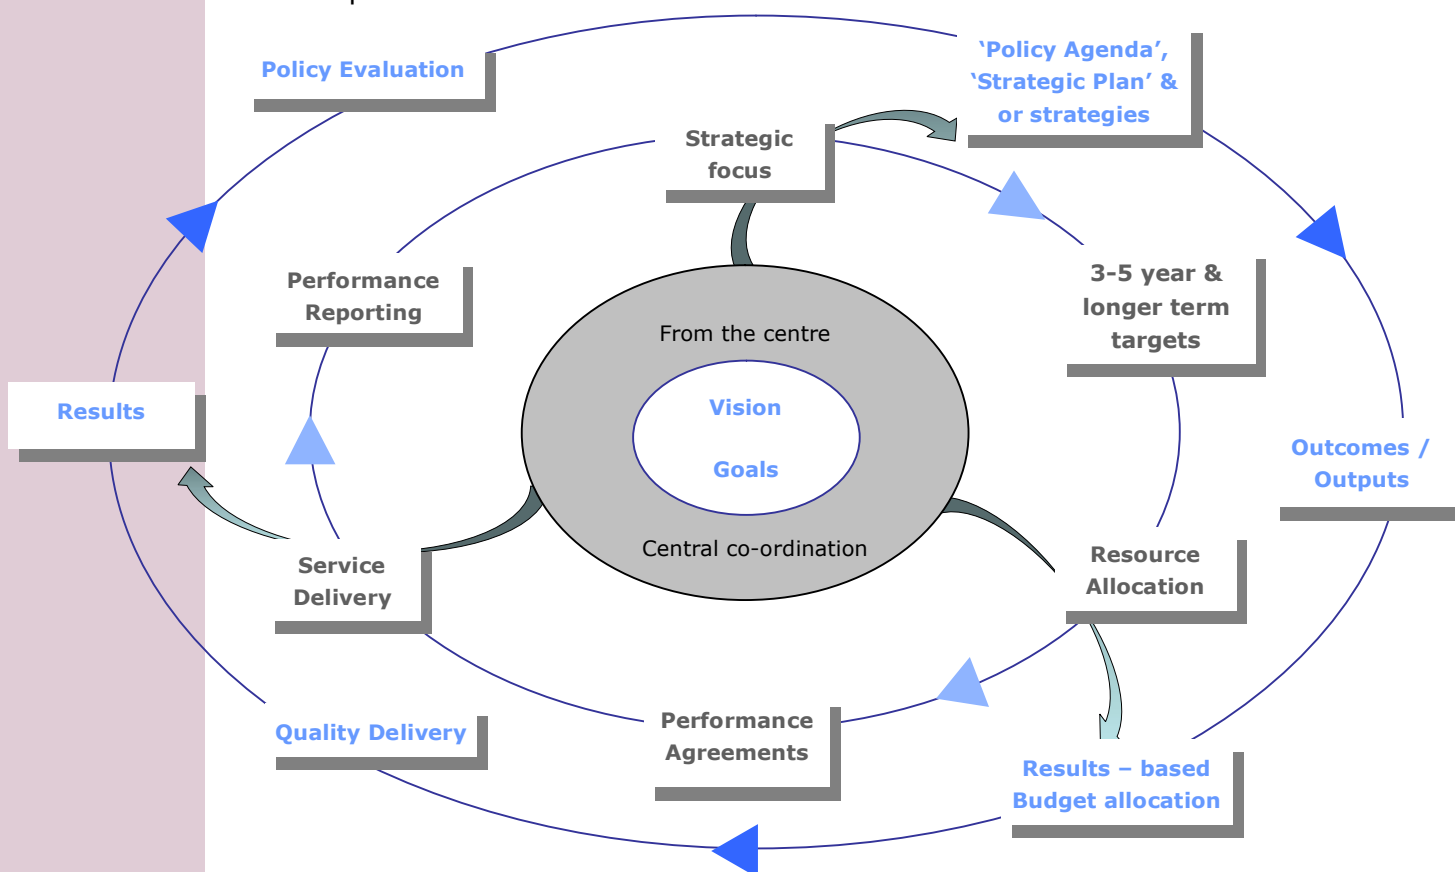 Policy Evaluation
‘Policy Agenda’,
‘Strategic Plan’ &
or strategies
Strategic
focus
Performance
Reporting
3-5 year &
longer term
targets
From the centre
Vision
Goals
Central co-ordination
Results
Outcomes /
Outputs
Service
Delivery
Resource
Allocation
Performance
Agreements
Quality Delivery
Results – based
Budget allocation